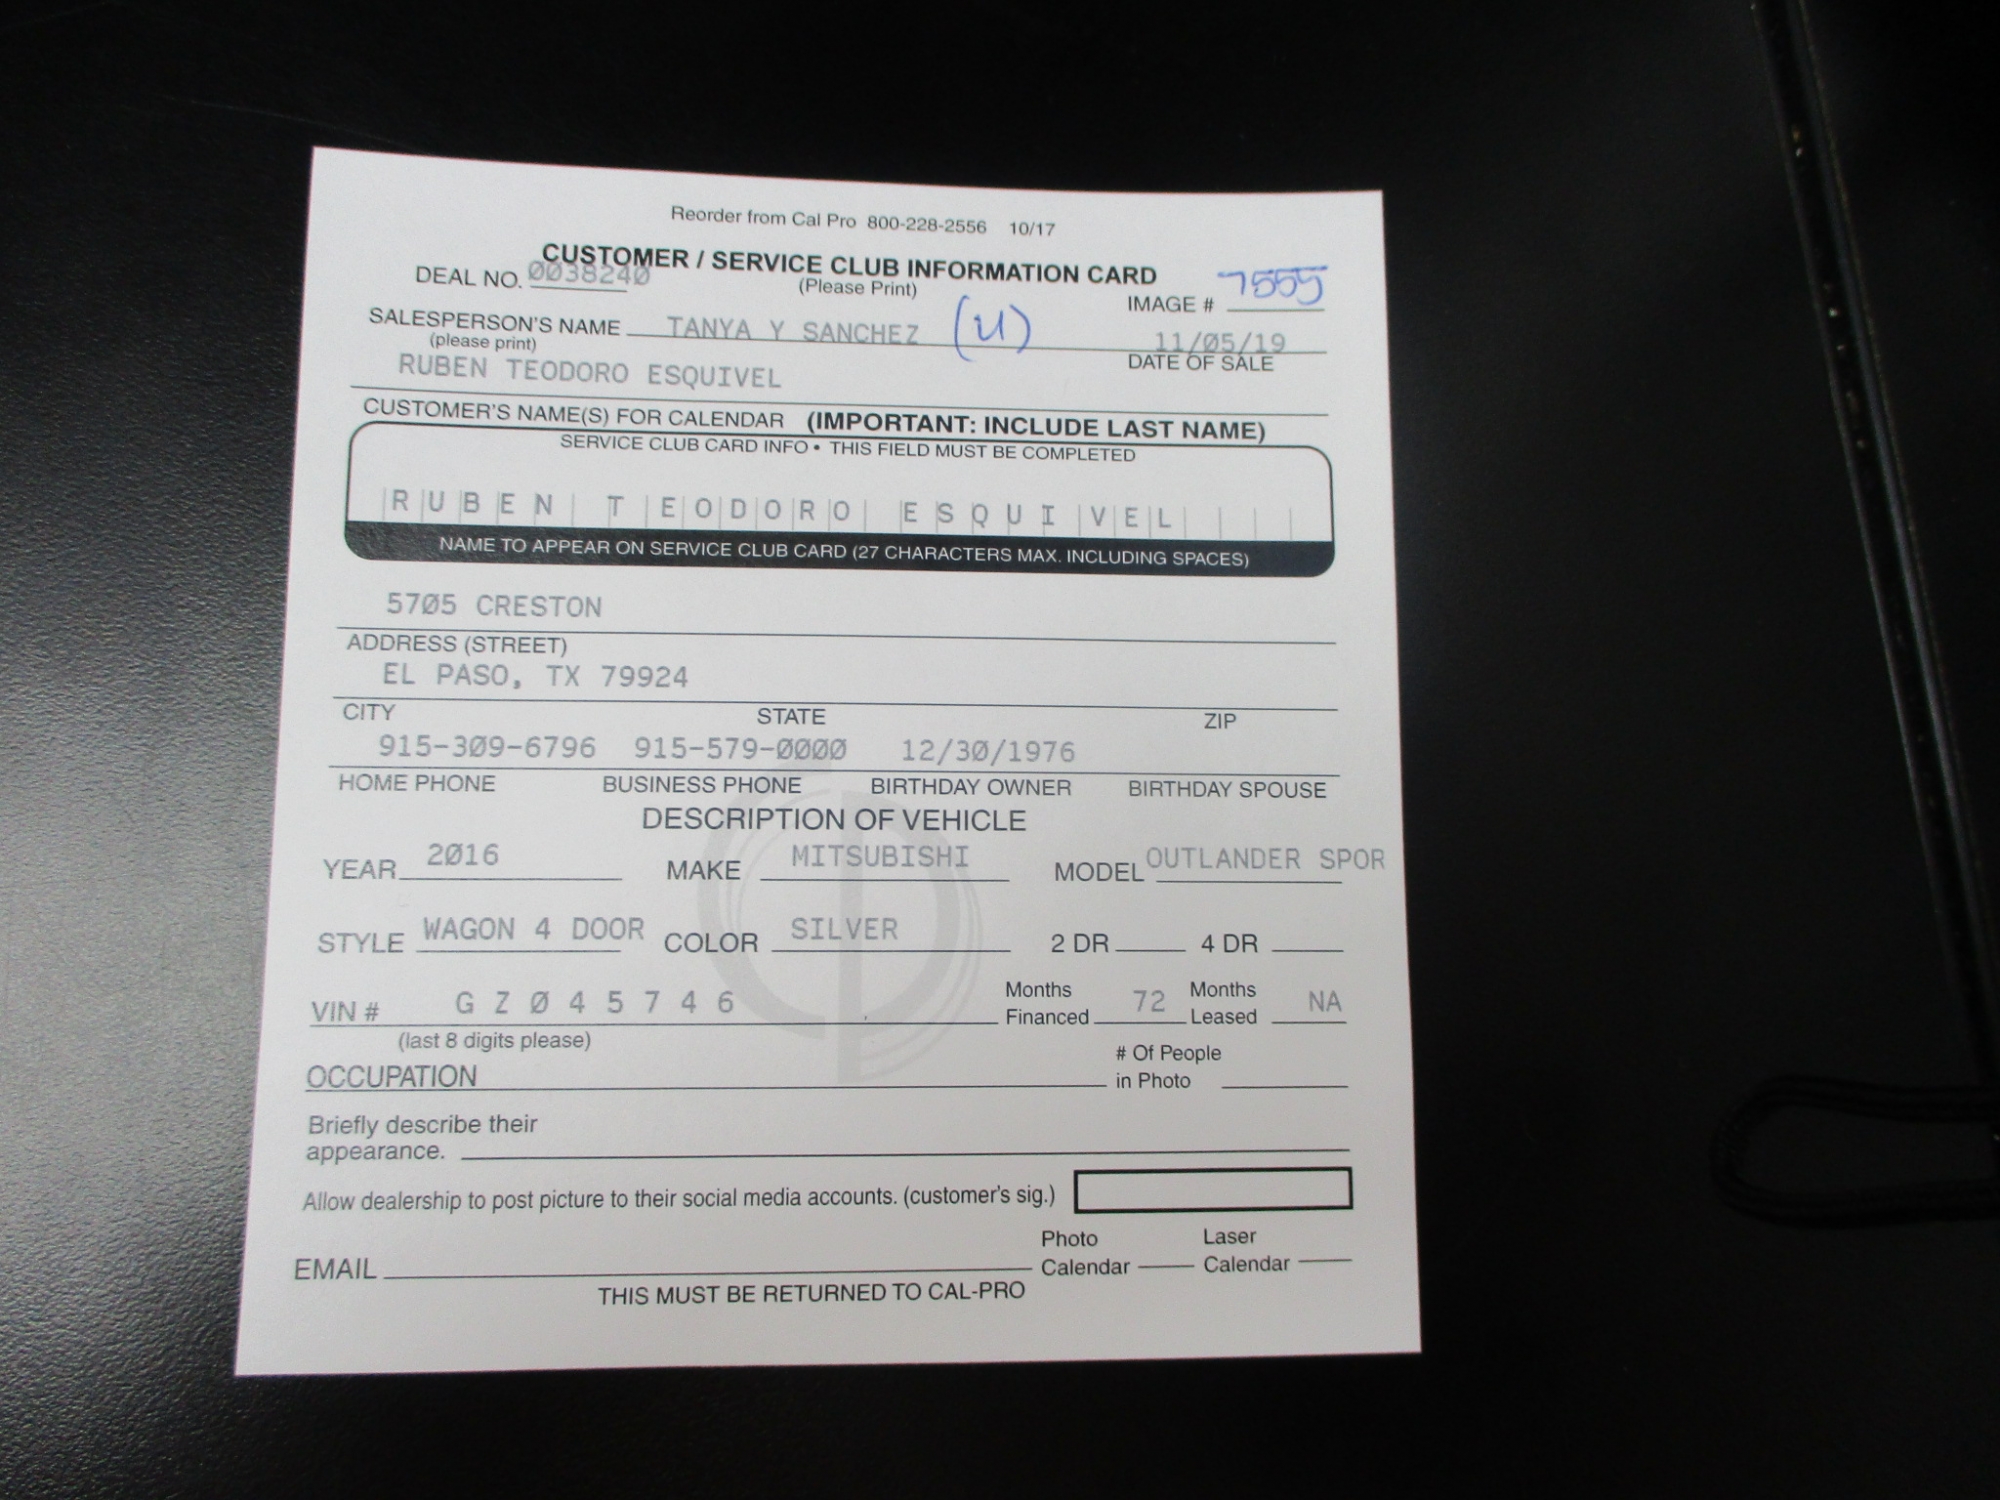 Reorder from Cal Pro 800-228-2556 10/17
CUSTOMER / SERVICE CLUB INFORMATION CARD
DEAL NO. 0038240 (Please Print) IMAGE # 7555
SALESPERSON'S NAME TANYA Y SANCHEZ (U) 11/05/19
(please print) DATE OF SALE
RUBEN TEODORO ESQUIVEL
CUSTOMER'S NAME(S) FOR CALENDAR (IMPORTANT: INCLUDE LAST NAME)
SERVICE CLUB CARD INFO • THIS FIELD MUST BE COMPLETED
RUBEN TEODORO ESQUIVEL
NAME TO APPEAR ON SERVICE CLUB CARD (27 CHARACTERS MAX. INCLUDING SPACES)
5705 CRESTON
ADDRESS (STREET)
EL PASO, TX 79924
CITY STATE ZIP
915-309-6796 915-579-0000 12/30/1976
HOME PHONE BUSINESS PHONE BIRTHDAY OWNER BIRTHDAY SPOUSE
DESCRIPTION OF VEHICLE
YEAR 2016 MAKE MITSUBISHI MODEL OUTLANDER SPOR
STYLE WAGON 4 DOOR COLOR SILVER 2 DR 4 DR
VIN # G Z 0 4 5 7 4 6 Months Financed 72 Months Leased NA
(last 8 digits please)
OCCUPATION # Of People in Photo
Briefly describe their
appearance.
Allow dealership to post picture to their social media accounts. (customer's sig.)
EMAIL Photo Calendar Laser Calendar
THIS MUST BE RETURNED TO CAL-PRO